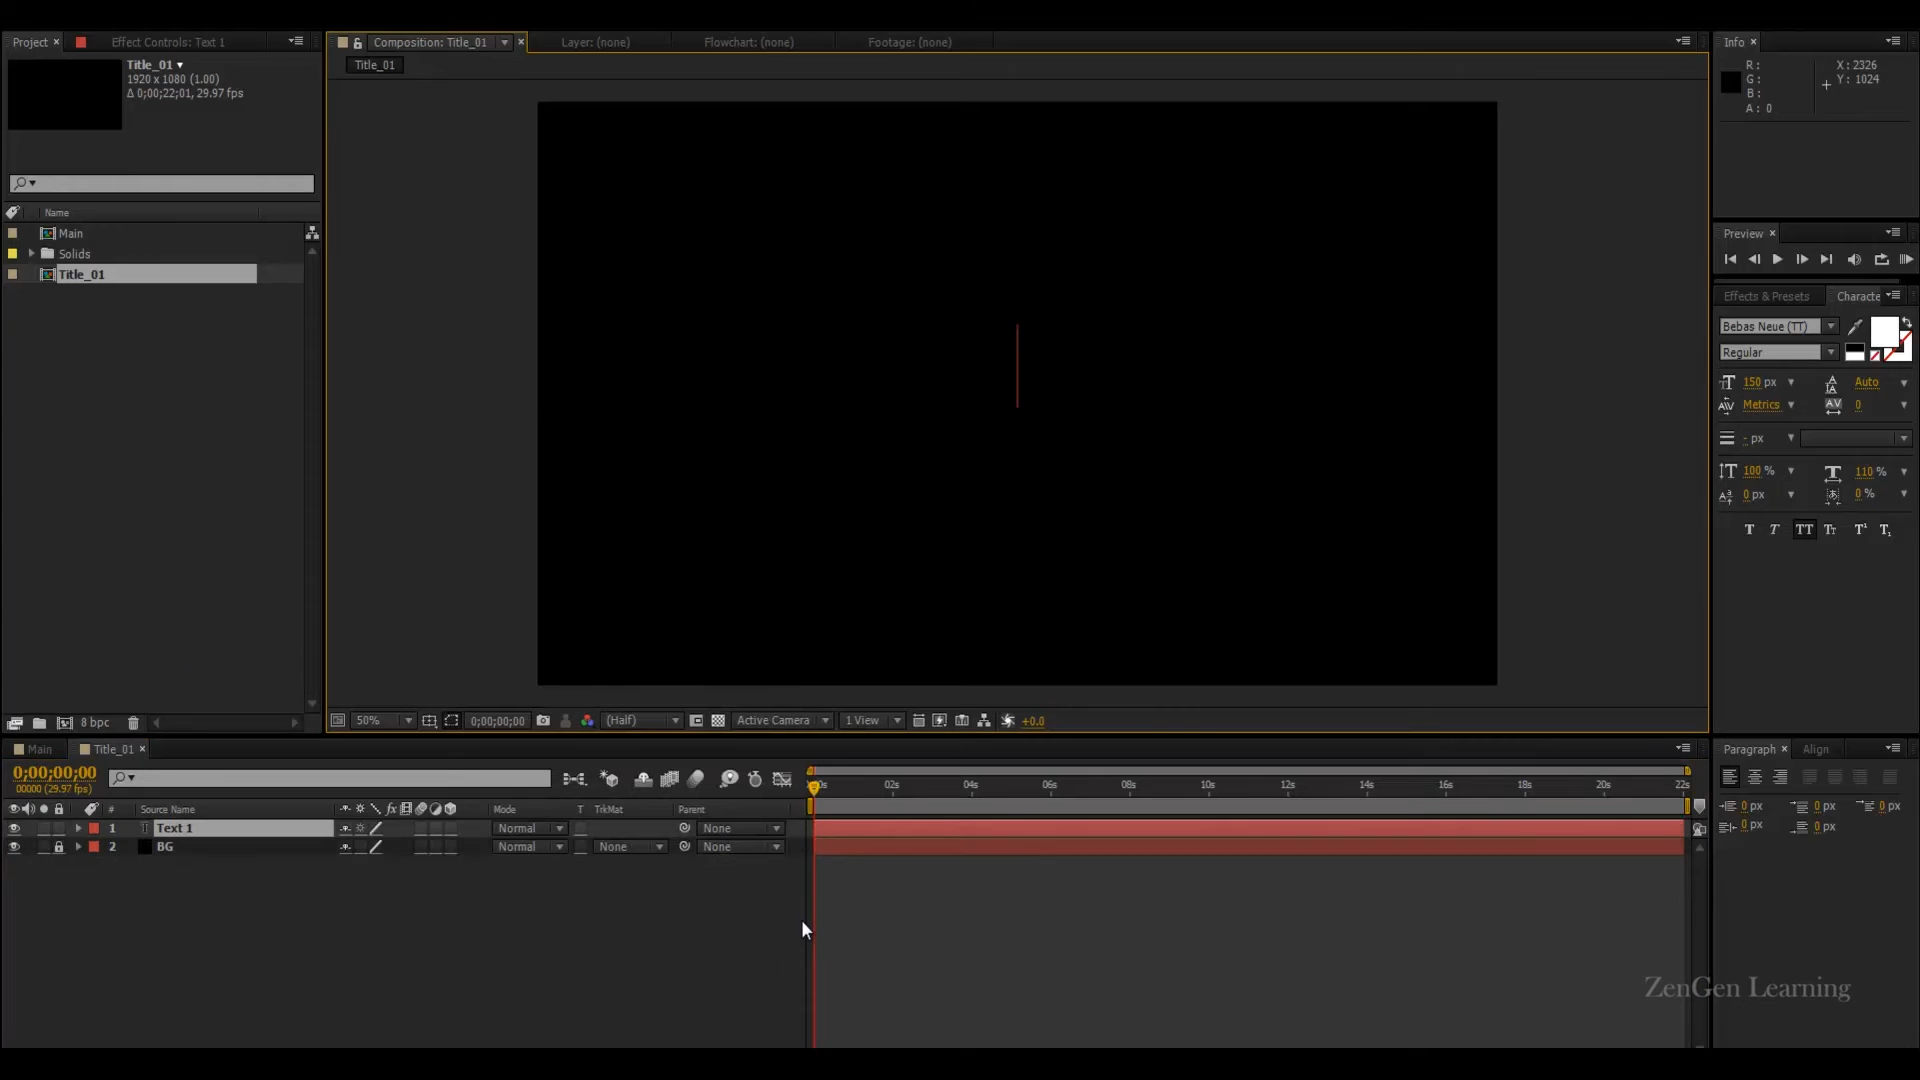 Project ×
Effect Controls: Text 1
Composition: Title_01 ×
Layer: (none)
Flowchart: (none)
Footage: (none)
Info ×
Title_01
1920 x 1080 (1.00)
Δ 0;00;22;01, 29.97 fps
Title_01
R :
G :
B :
A : 0
X : 2326
Y : 1024
Name
Main
Solids
Title_01
Preview ×
Effects & Presets
Characte
Bebas Neue (TT)
Regular
150 px
Auto
Metrics
0
- px
100 %
110 %
0 px
0 %
8 bpc
50%
0;00;00;00
(Half)
Active Camera
1 View
+0.0
Main
Title_01 ×
Paragraph ×
Align
0;00;00;00
00000 (29.97 fps)
02s
04s
06s
08s
10s
12s
14s
16s
18s
20s
22s
# Source Name
Mode
T TrkMat
Parent
1 Text 1
Normal
None
2 BG
Normal
None
None
0 px
0 px
0 px
0 px
0 px
ZenGen Learning